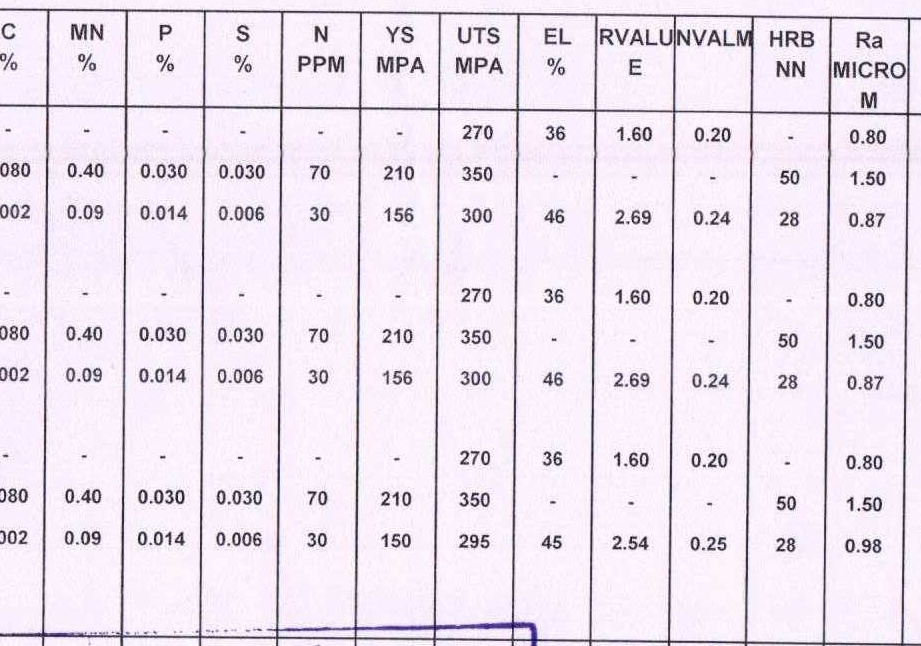 C MN P S N YS UTS EL RVALU NVALM HRB Ra
% % % % PPM MPA MPA % E NN MICRO
M
- - - - - - 270 36 1.60 0.20 - 0.80
080 0.40 0.030 0.030 70 210 350 - - - 50 1.50
002 0.09 0.014 0.006 30 156 300 46 2.69 0.24 28 0.87
- - - - - - 270 36 1.60 0.20 - 0.80
080 0.40 0.030 0.030 70 210 350 - - - 50 1.50
002 0.09 0.014 0.006 30 156 300 46 2.69 0.24 28 0.87
- - - - - - 270 36 1.60 0.20 - 0.80
080 0.40 0.030 0.030 70 210 350 - - - 50 1.50
002 0.09 0.014 0.006 30 150 295 45 2.54 0.25 28 0.98